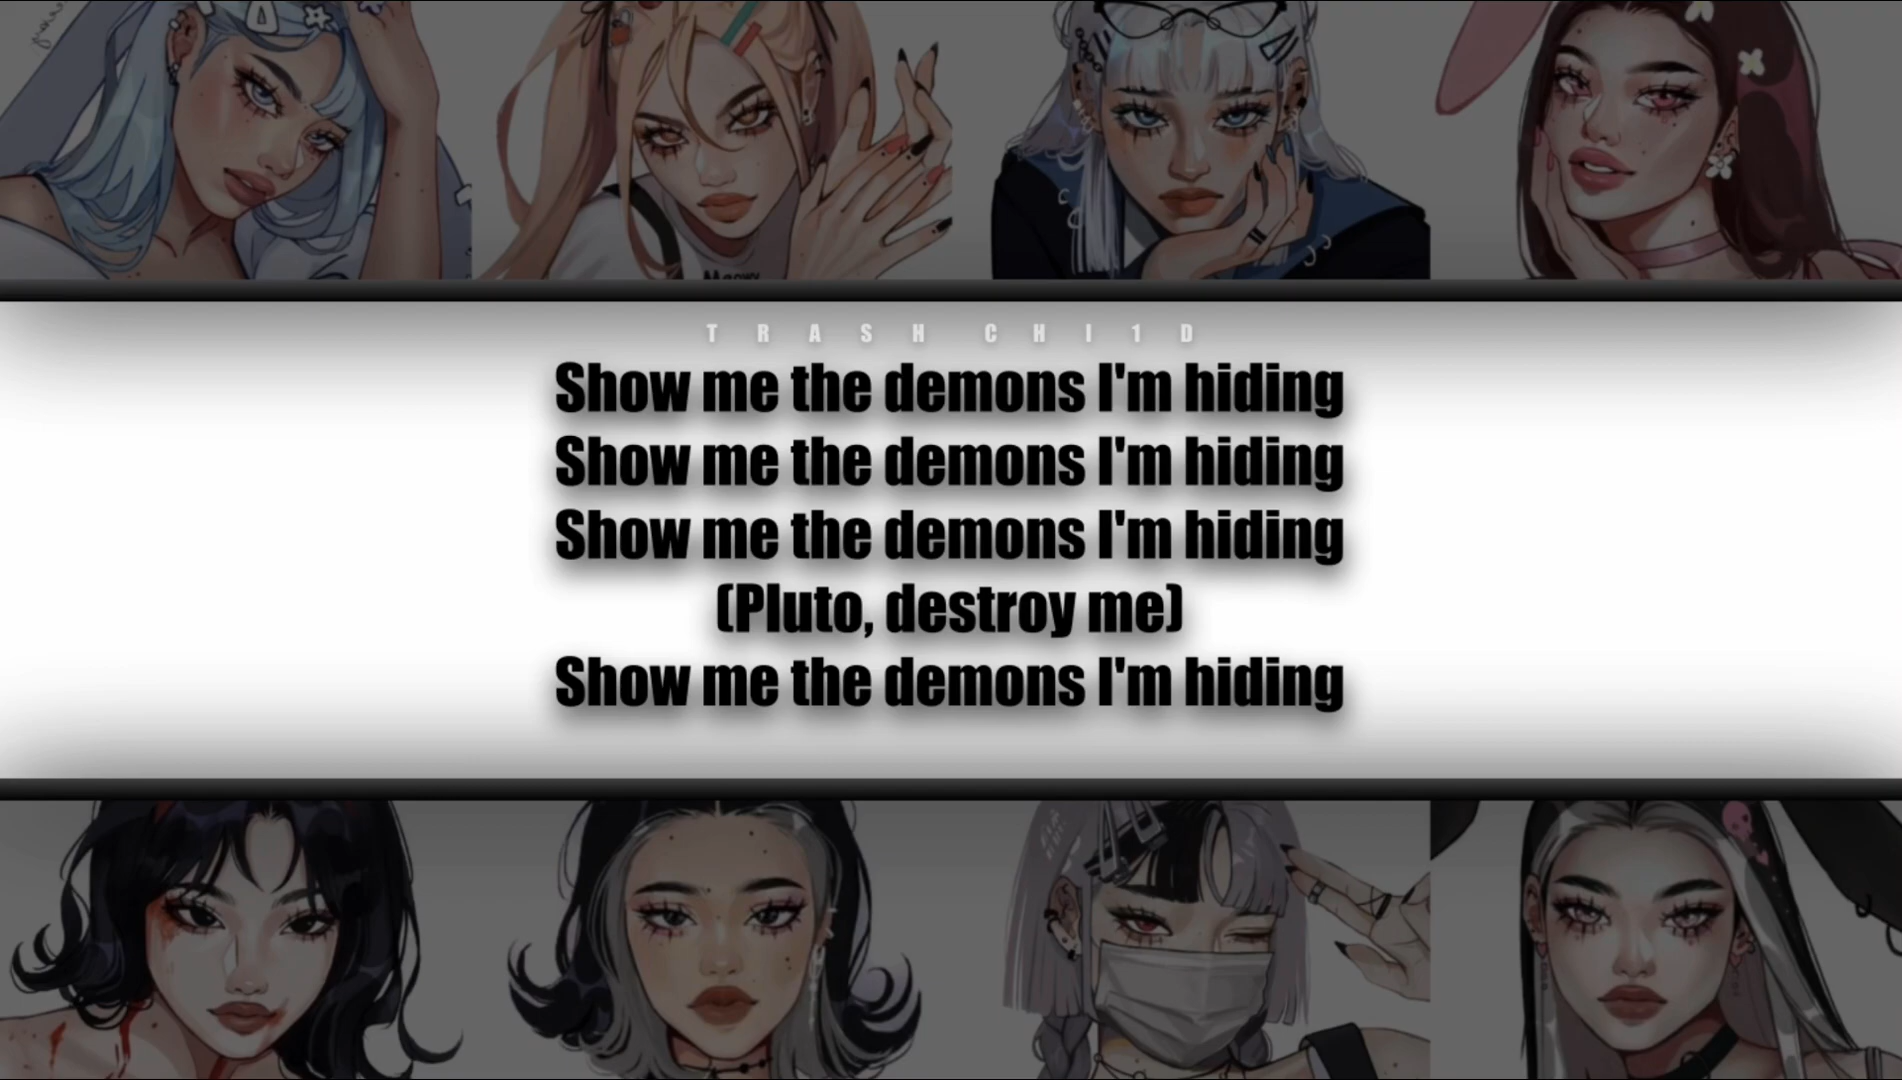 T R A S H C H I 1 D
Show me the demons I'm hiding
Show me the demons I'm hiding
Show me the demons I'm hiding
(Pluto, destroy me)
Show me the demons I'm hiding